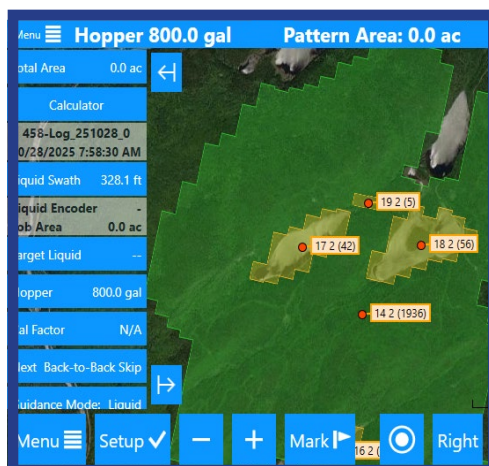 Menu Hopper 800.0 gal Pattern Area: 0.0 ac
otal Area 0.0 ac
Calculator
458-Log_251028_0
0/28/2025 7:58:30 AM
iquid Swath 328.1 ft
iquid Encoder -
ob Area 0.0 ac
arget Liquid --
opper 800.0 gal
al Factor N/A
ext Back-to-Back Skip
uidance Mode: Liquid
19 2 (5)
17 2 (42)
18 2 (56)
14 2 (1936)
16 2 (
Menu Setup - + Mark Right